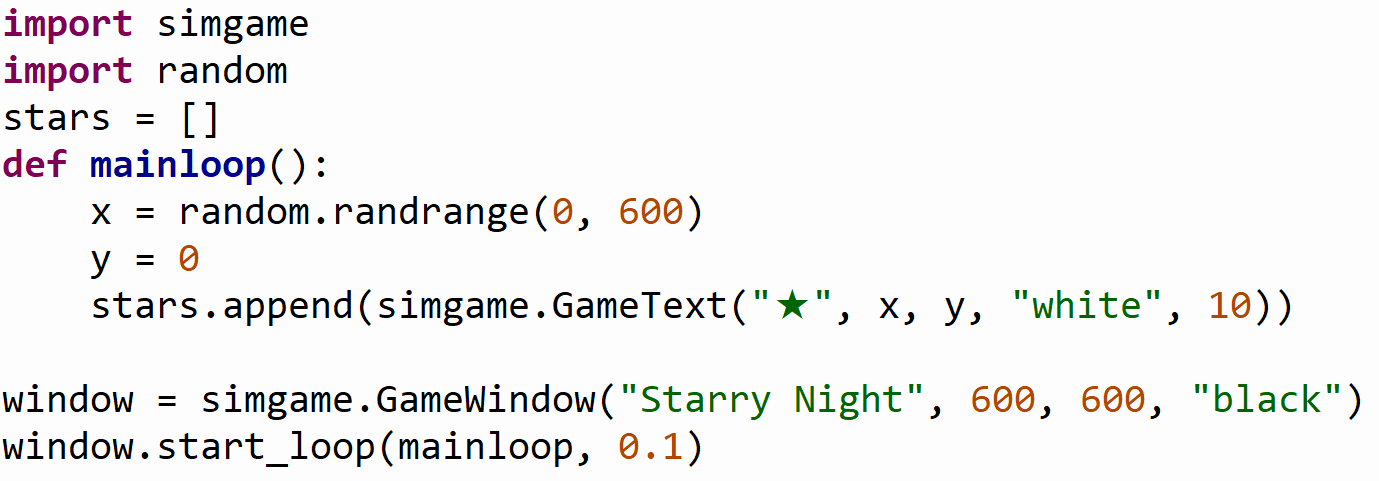 import simgame
import random
stars = []
def mainloop():
    x = random.randrange(0, 600)
    y = 0
    stars.append(simgame.GameText("★", x, y, "white", 10))
window = simgame.GameWindow("Starry Night", 600, 600, "black")
window.start_loop(mainloop, 0.1)